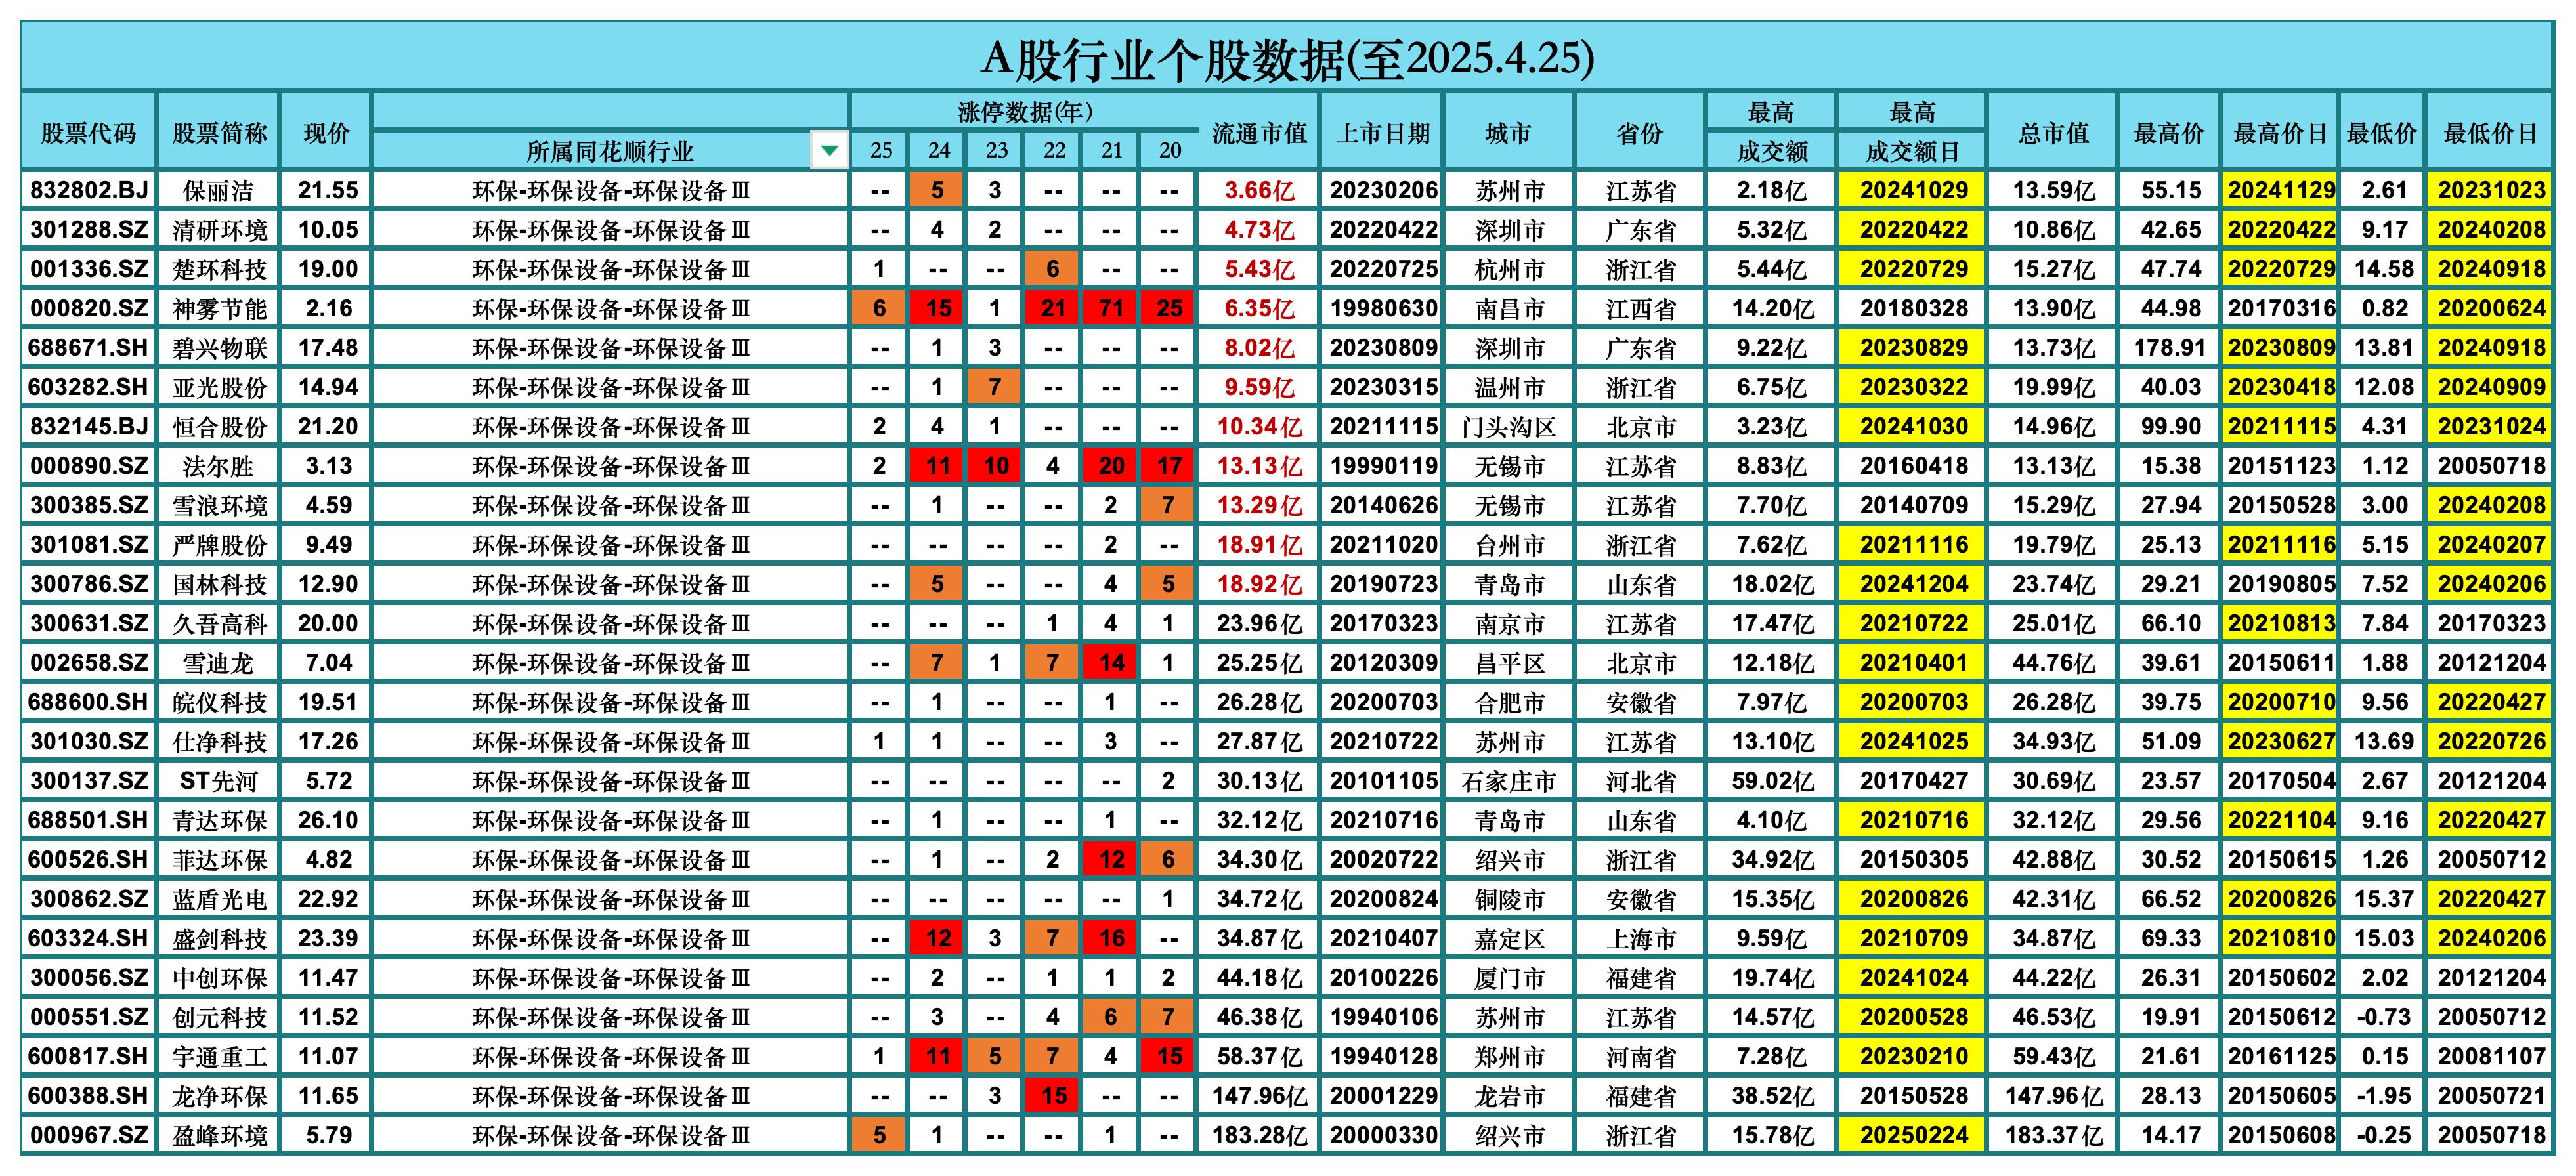 A股行业个股数据(至2025.4.25)
股票代码 股票简称 现价 所属同花顺行业 涨停数据(年) 25 24 23 22 21 20 流通市值 上市日期 城市 省份 最高成交额 最高成交额日 总市值 最高价 最高价日 最低价 最低价日
832802.BJ 保丽洁 21.55 环保-环保设备-环保设备Ⅲ -- 5 3 -- -- -- 3.66亿 20230206 苏州市 江苏省 2.18亿 20241029 13.59亿 55.15 20241129 2.61 20231023
301288.SZ 清研环境 10.05 环保-环保设备-环保设备Ⅲ -- 4 2 -- -- -- 4.73亿 20220422 深圳市 广东省 5.32亿 20220422 10.86亿 42.65 20220422 9.17 20240208
001336.SZ 楚环科技 19.00 环保-环保设备-环保设备Ⅲ 1 -- -- 6 -- -- 5.43亿 20220725 杭州市 浙江省 5.44亿 20220729 15.27亿 47.74 20220729 14.58 20240918
000820.SZ 神雾节能 2.16 环保-环保设备-环保设备Ⅲ 6 15 1 21 71 25 6.35亿 19980630 南昌市 江西省 14.20亿 20180328 13.90亿 44.98 20170316 0.82 20200624
688671.SH 碧兴物联 17.48 环保-环保设备-环保设备Ⅲ -- 1 3 -- -- -- 8.02亿 20230809 深圳市 广东省 9.22亿 20230829 13.73亿 178.91 20230809 13.81 20240918
603282.SH 亚光股份 14.94 环保-环保设备-环保设备Ⅲ -- 1 7 -- -- -- 9.59亿 20230315 温州市 浙江省 6.75亿 20230322 19.99亿 40.03 20230418 12.08 20240909
832145.BJ 恒合股份 21.20 环保-环保设备-环保设备Ⅲ 2 4 1 -- -- -- 10.34亿 20211115 门头沟区 北京市 3.23亿 20241030 14.96亿 99.90 20211115 4.31 20231024
000890.SZ 法尔胜 3.13 环保-环保设备-环保设备Ⅲ 2 11 10 4 20 17 13.13亿 19990119 无锡市 江苏省 8.83亿 20160418 13.13亿 15.38 20151123 1.12 20050718
300385.SZ 雪浪环境 4.59 环保-环保设备-环保设备Ⅲ -- 1 -- -- 2 7 13.29亿 20140626 无锡市 江苏省 7.70亿 20140709 15.29亿 27.94 20150528 3.00 20240208
301081.SZ 严牌股份 9.49 环保-环保设备-环保设备Ⅲ -- -- -- -- 2 -- 18.91亿 20211020 台州市 浙江省 7.62亿 20211116 19.79亿 25.13 20211116 5.15 20240207
300786.SZ 国林科技 12.90 环保-环保设备-环保设备Ⅲ -- 5 -- -- 4 5 18.92亿 20190723 青岛市 山东省 18.02亿 20241204 23.74亿 29.21 20190805 7.52 20240206
300631.SZ 久吾高科 20.00 环保-环保设备-环保设备Ⅲ -- -- -- 1 4 1 23.96亿 20170323 南京市 江苏省 17.47亿 20210722 25.01亿 66.10 20210813 7.84 20170323
002658.SZ 雪迪龙 7.04 环保-环保设备-环保设备Ⅲ -- 7 1 7 14 1 25.25亿 20120309 昌平区 北京市 12.18亿 20210401 44.76亿 39.61 20150611 1.88 20121204
688600.SH 皖仪科技 19.51 环保-环保设备-环保设备Ⅲ -- 1 -- -- 1 -- 26.28亿 20200703 合肥市 安徽省 7.97亿 20200703 26.28亿 39.75 20200710 9.56 20220427
301030.SZ 仕净科技 17.26 环保-环保设备-环保设备Ⅲ 1 1 -- -- 3 -- 27.87亿 20210722 苏州市 江苏省 13.10亿 20241025 34.93亿 51.09 20230627 13.69 20220726
300137.SZ ST先河 5.72 环保-环保设备-环保设备Ⅲ -- -- -- -- -- 2 30.13亿 20101105 石家庄市 河北省 59.02亿 20170427 30.69亿 23.57 20170504 2.67 20121204
688501.SH 青达环保 26.10 环保-环保设备-环保设备Ⅲ -- 1 -- -- 1 -- 32.12亿 20210716 青岛市 山东省 4.10亿 20210716 32.12亿 29.56 20221104 9.16 20220427
600526.SH 菲达环保 4.82 环保-环保设备-环保设备Ⅲ -- 1 -- 2 12 6 34.30亿 20020722 绍兴市 浙江省 34.92亿 20150305 42.88亿 30.52 20150615 1.26 20050712
300862.SZ 蓝盾光电 22.92 环保-环保设备-环保设备Ⅲ -- -- -- -- -- 1 34.72亿 20200824 铜陵市 安徽省 15.35亿 20200826 42.31亿 66.52 20200826 15.37 20220427
603324.SH 盛剑科技 23.39 环保-环保设备-环保设备Ⅲ -- 12 3 7 16 -- 34.87亿 20210407 嘉定区 上海市 9.59亿 20210709 34.87亿 69.33 20210810 15.03 20240206
300056.SZ 中创环保 11.47 环保-环保设备-环保设备Ⅲ -- 2 -- 1 1 2 44.18亿 20100226 厦门市 福建省 19.74亿 20241024 44.22亿 26.31 20150602 2.02 20121204
000551.SZ 创元科技 11.52 环保-环保设备-环保设备Ⅲ -- 3 -- 4 6 7 46.38亿 19940106 苏州市 江苏省 14.57亿 20200528 46.53亿 19.91 20150612 -0.73 20050712
600817.SH 宇通重工 11.07 环保-环保设备-环保设备Ⅲ 1 11 5 7 4 15 58.37亿 19940128 郑州市 河南省 7.28亿 20230210 59.43亿 21.61 20161125 0.15 20081107
600388.SH 龙净环保 11.65 环保-环保设备-环保设备Ⅲ -- -- 3 15 -- -- 147.96亿 20001229 龙岩市 福建省 38.52亿 20150528 147.96亿 28.13 20150605 -1.95 20050721
000967.SZ 盈峰环境 5.79 环保-环保设备-环保设备Ⅲ 5 1 -- -- 1 -- 183.28亿 20000330 绍兴市 浙江省 15.78亿 20250224 183.37亿 14.17 20150608 -0.25 20050718